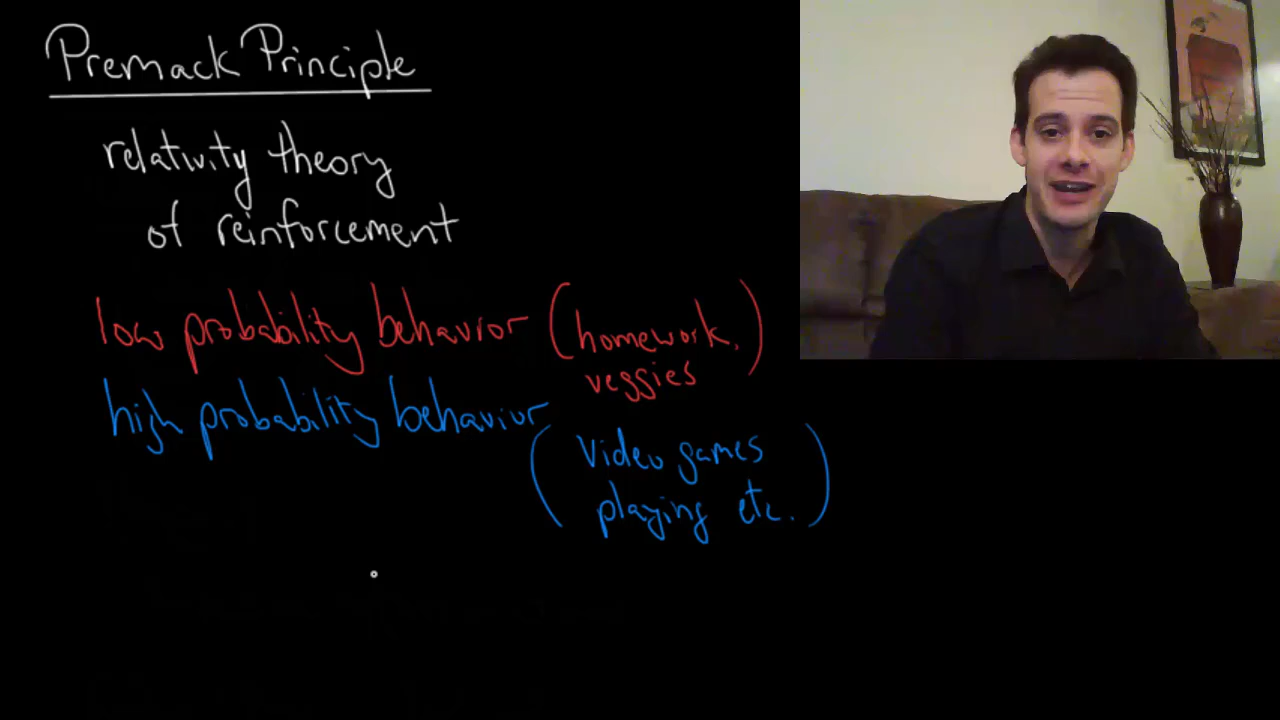 Premack Principle
relativity theory
of reinforcement
low probability behavior (homework,
veggies)
high probability behavior
(video games
playing etc.)